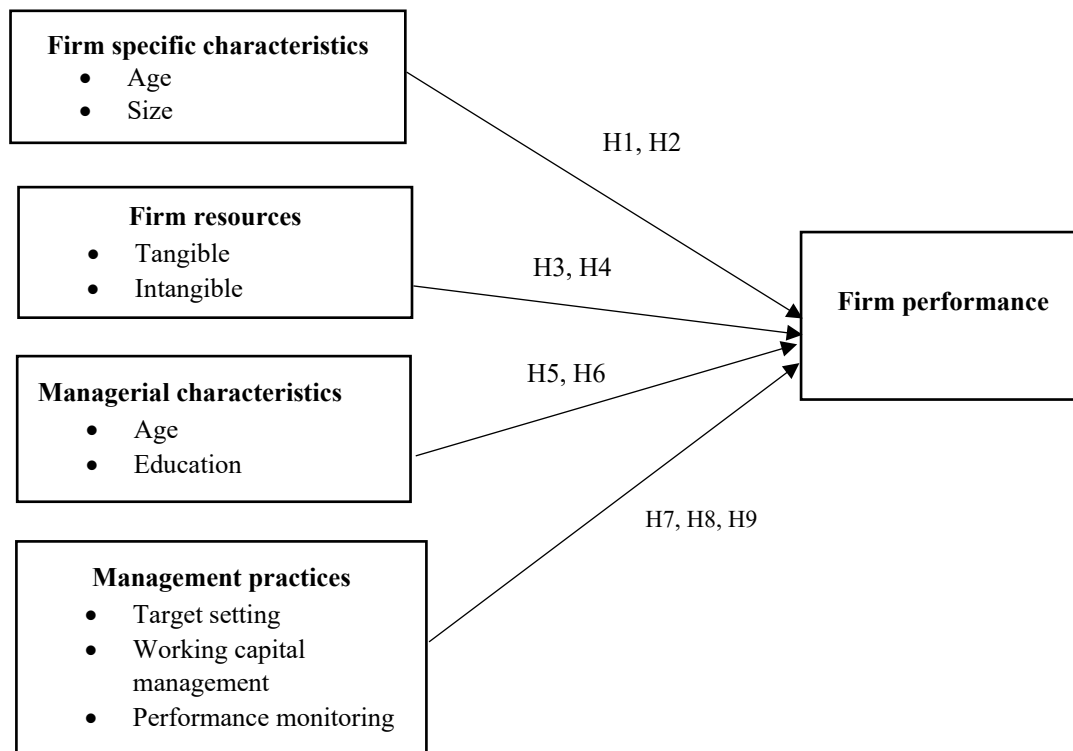 Firm specific characteristics
• Age
• Size
H1, H2
Firm resources
• Tangible
• Intangible
H3, H4
Firm performance
Managerial characteristics
• Age
• Education
H5, H6
H7, H8, H9
Management practices
• Target setting
• Working capital
management
• Performance monitoring